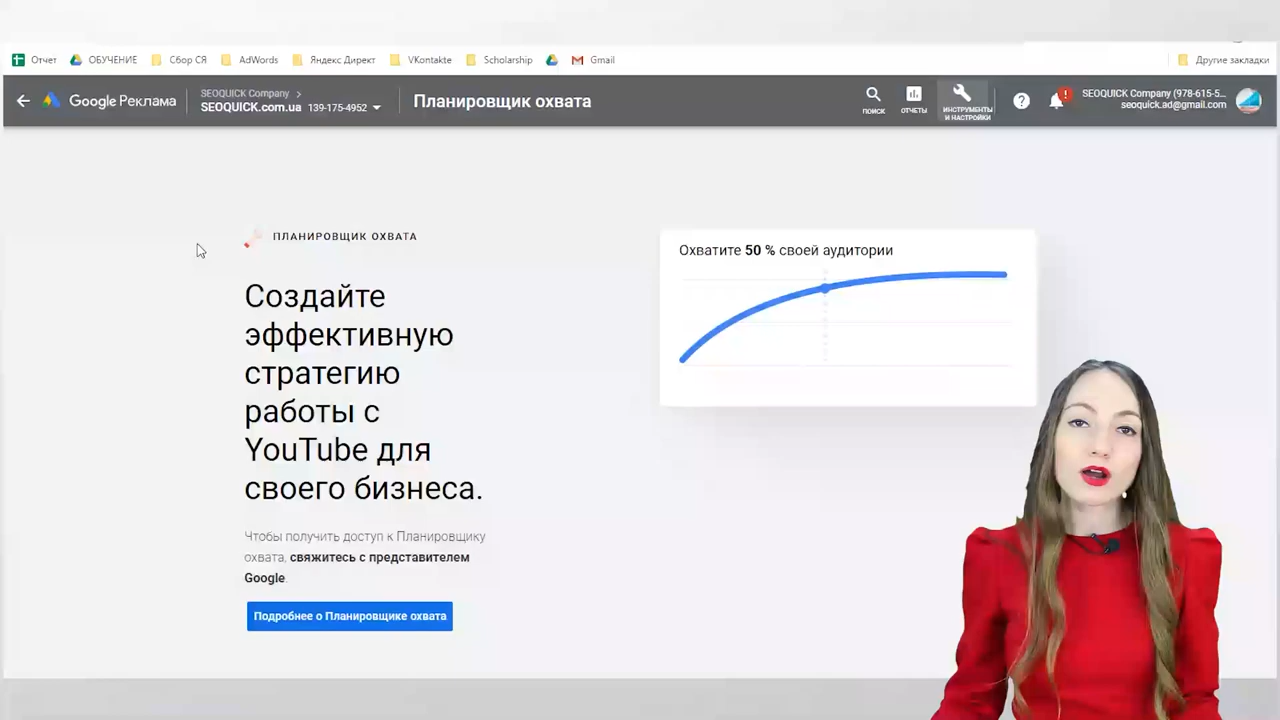 Отчет
ОБУЧЕНИЕ
Сбор СЯ
AdWords
Яндекс Директ
VKontakte
Scholarship
Gmail
Другие закладки
Google Реклама
SEOQUICK Company
SEOQUICK.com.ua 139-175-4952
Планировщик охвата
ПОИСК
ОТЧЕТЫ
ИНСТРУМЕНТЫ
И НАСТРОЙКИ
?
!
SEOQUICK Company (978-615-5...
seoquick.ad@gmail.com
ПЛАНИРОВЩИК ОХВАТА
Создайте
эффективную
стратегию
работы с
YouTube для
своего бизнеса.
Чтобы получить доступ к Планировщику
охвата, свяжитесь с представителем
Google.
Подробнее о Планировщике охвата
Охватите 50 % своей аудитории